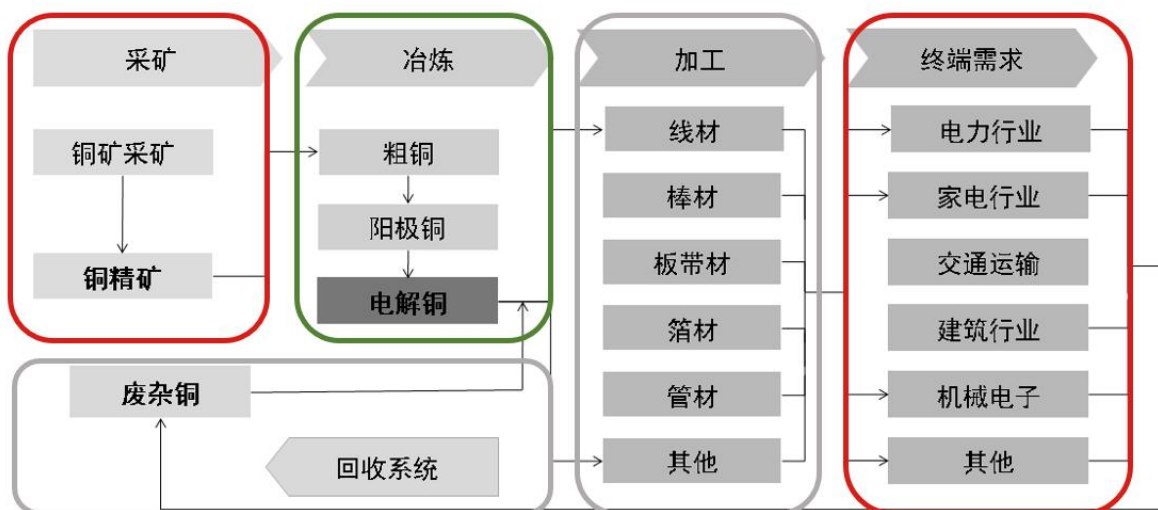 采矿
铜矿采矿
铜精矿
冶炼
粗铜
阳极铜
电解铜
废杂铜
回收系统
加工
线材
棒材
板带材
箔材
管材
其他
终端需求
电力行业
家电行业
交通运输
建筑行业
机械电子
其他